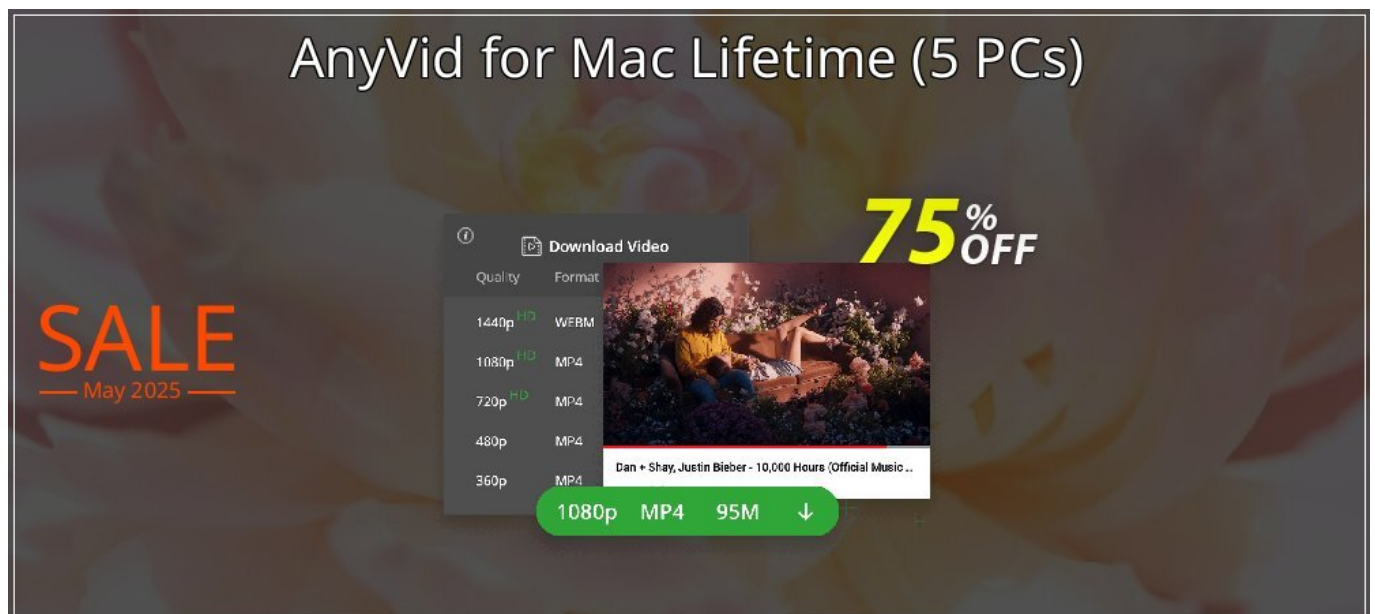 AnyVid for Mac Lifetime (5 PCs)
75% OFF
Download Video
Quality Format
1440p HD WEBM
1080p HD MP4
720p HD MP4
480p MP4
360p MP4
SALE
May 2025
Dan + Shay, Justin Bieber - 10,000 Hours (Official Music ...
1080p MP4 95M